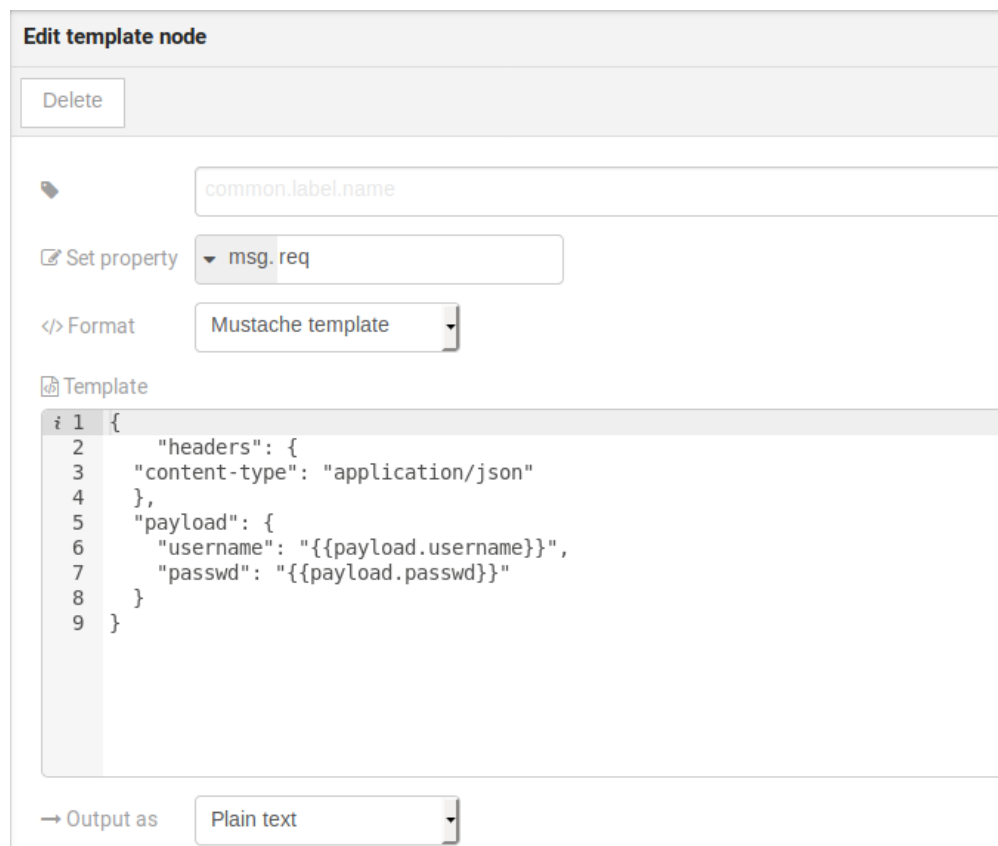 Edit template node
Delete
common.label.name
Set property msg. req
</> Format Mustache template
Template
i 1 {
2 "headers": {
3 "content-type": "application/json"
4 },
5 "payload": {
6 "username": "{{payload.username}}",
7 "passwd": "{{payload.passwd}}"
8 }
9 }
Output as Plain text